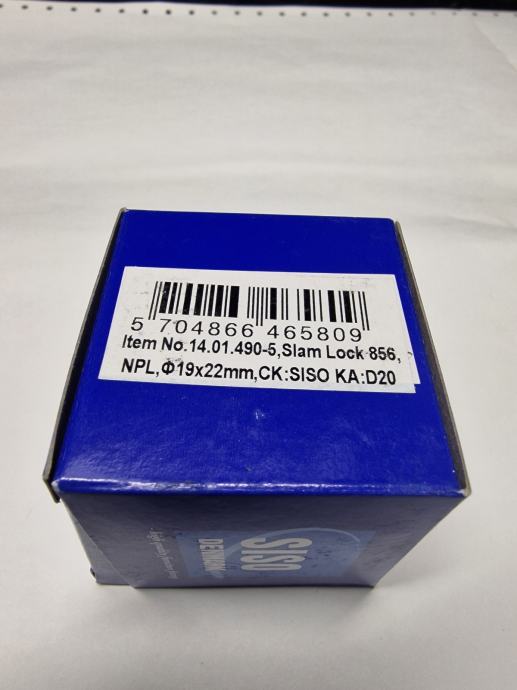 5 704866 465809
Item No.14.01.490-5,Slam Lock 856,
NPL,Φ19x22mm,CK:SISO KA:D20
SISO
DENMARK